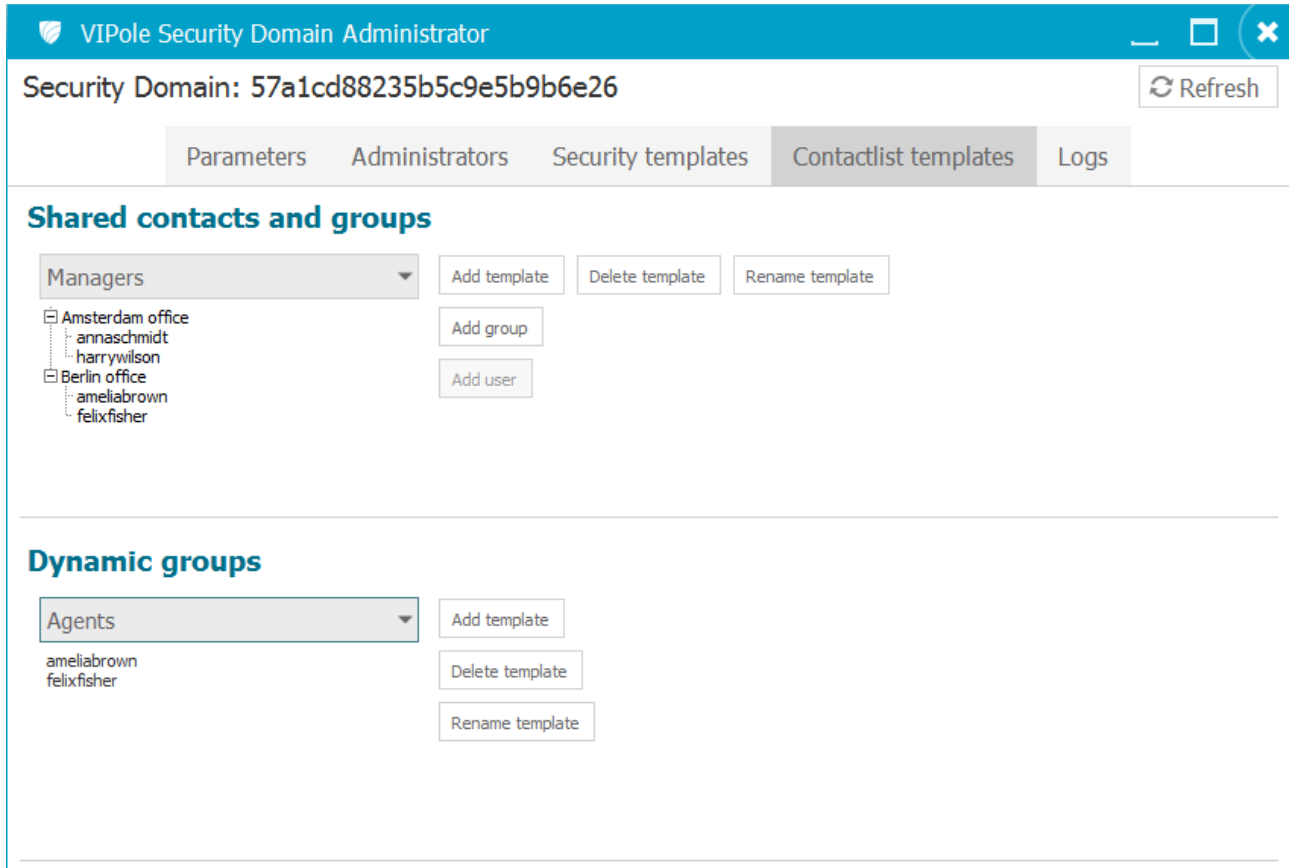 VIPole Security Domain Administrator
Security Domain: 57a1cd88235b5c9e5b9b6e26
Refresh
Parameters Administrators Security templates Contactlist templates Logs
Shared contacts and groups
Managers Add template Delete template Rename template
Amsterdam office
annaschmidt
harrywilson
Berlin office
ameliabrown
felixfisher
Add group
Add user
Dynamic groups
Agents Add template
ameliabrown
felixfisher
Delete template
Rename template